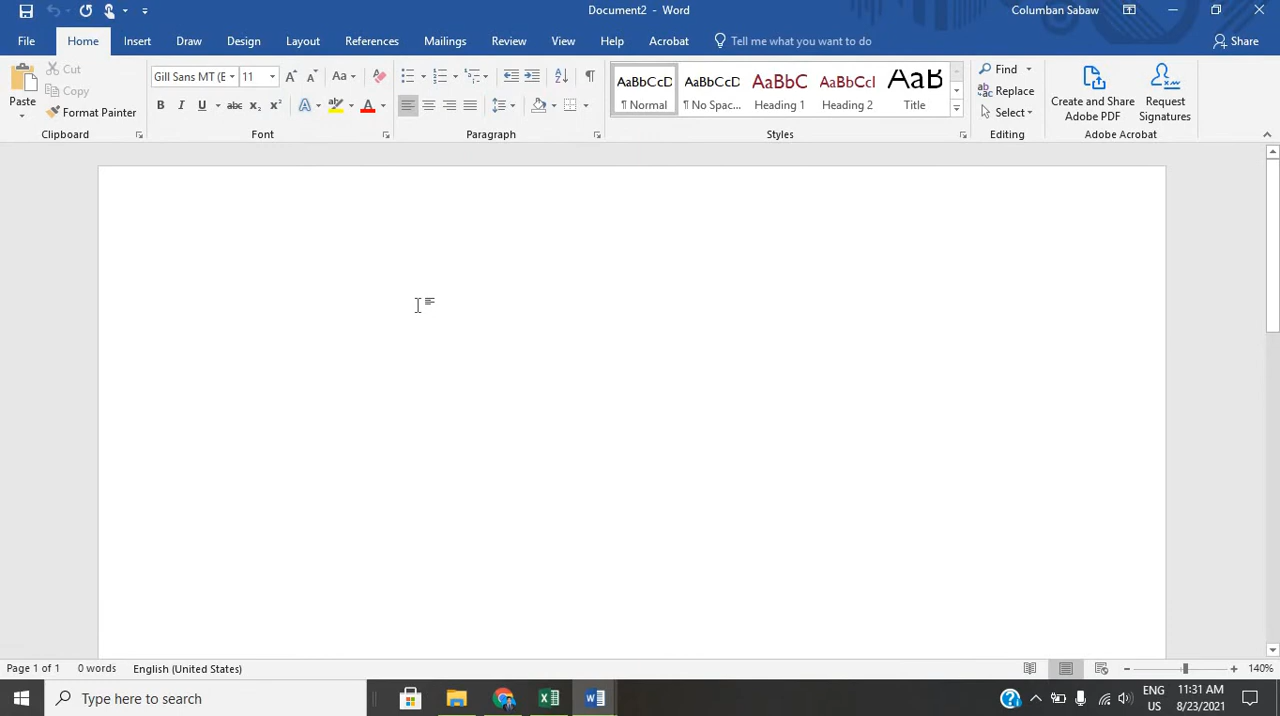 Document2 - Word
Columban Sabaw
File Home Insert Draw Design Layout References Mailings Review View Help Acrobat Tell me what you want to do Share
Paste
Cut
Copy
Format Painter
Clipboard
Gill Sans MT (E 11
Aa
B I U abc X₂ X² A A
Font
Paragraph
AaBbCcD AaBbCcD AaBbC AaBbCcI AaB
¶ Normal ¶ No Spac... Heading 1 Heading 2 Title
Styles
Find
Replace
Select
Editing
Create and Share Adobe PDF
Request Signatures
Adobe Acrobat
Page 1 of 1 0 words English (United States) 140%
Type here to search
ENG
US
11:31 AM
8/23/2021